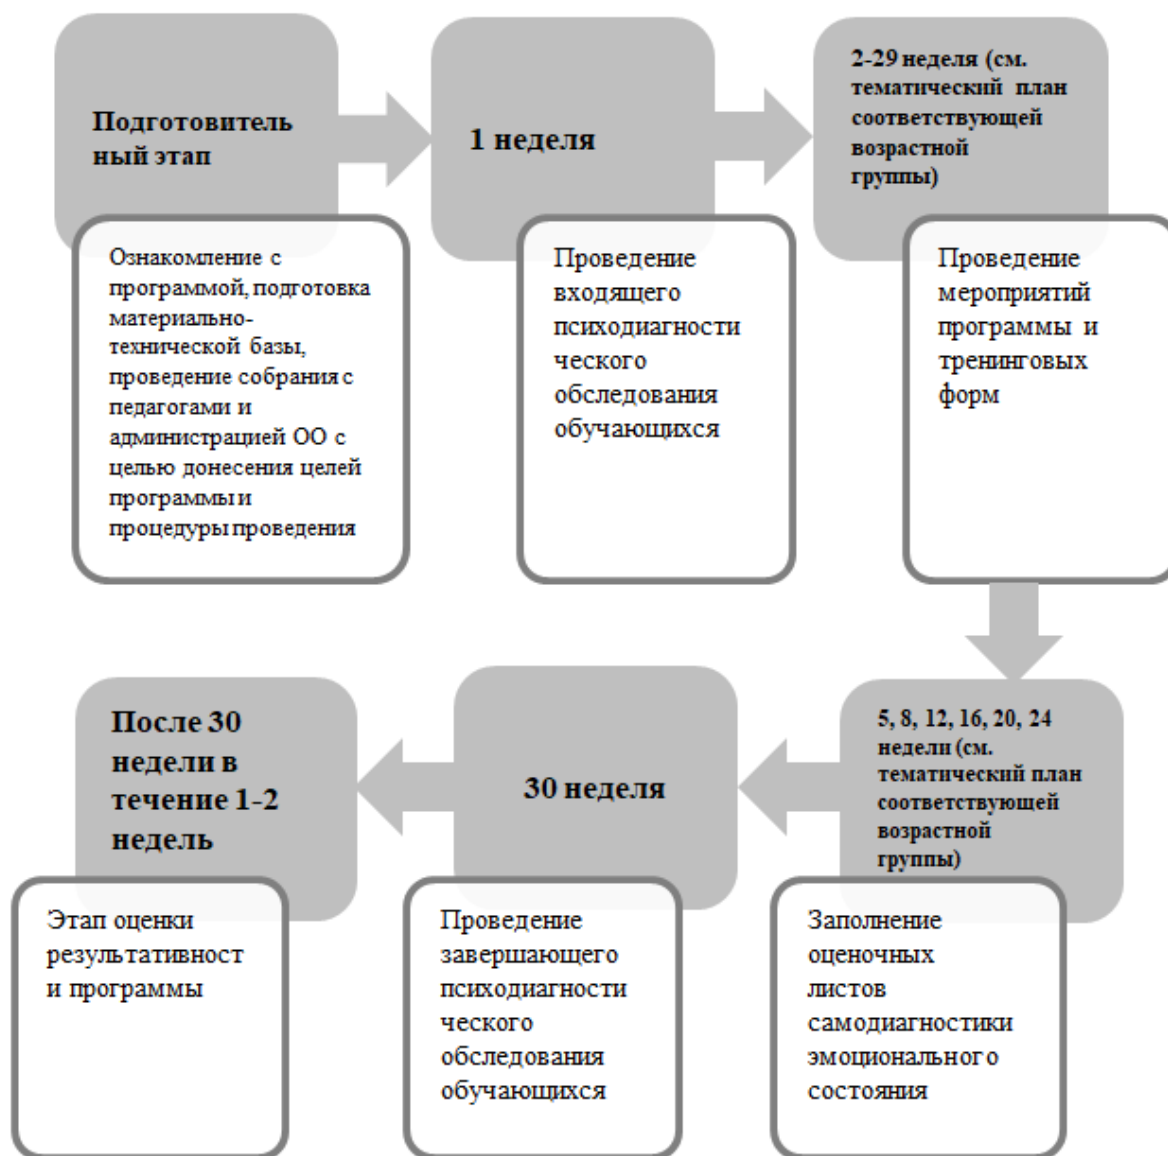 Подготовитель
ный этап
Ознакомление с
программой, подготовка
материально-
технической базы,
проведение собрания с
педагогами и
администрацией ОО с
целью донесения целей
программы и
процедуры проведения
1 неделя
Проведение
входящего
психодиагности
ческого
обследования
обучающихся
2-29 неделя (см.
тематический план
соответствующей
возрастной
группы)
Проведение
мероприятий
программы и
тренинговых
форм
5, 8, 12, 16, 20, 24
недели (см.
тематический план
соответствующей
возрастной
группы)
Заполнение
оценочных
листов
самодиагностики
эмоционального
состояния
30 неделя
Проведение
завершающего
психодиагности
ческого
обследования
обучающихся
После 30
недели в
течение 1-2
недель
Этап оценки
результативност
и программы